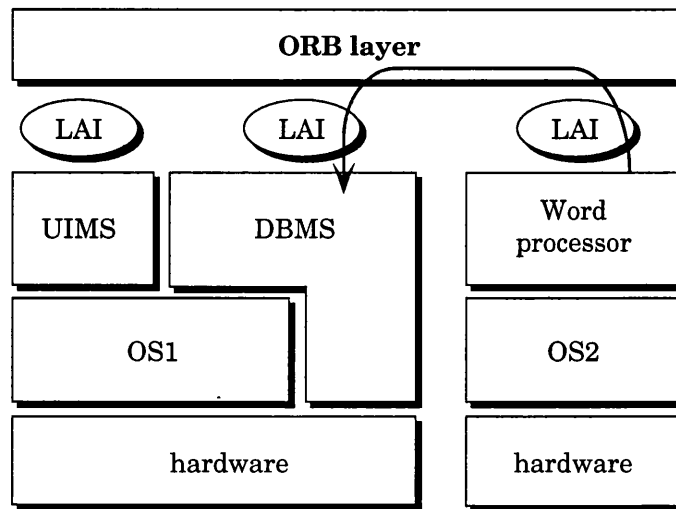 ORB layer
LAI
LAI
LAI
UIMS
DBMS
Word
processor
OS1
OS2
hardware
hardware